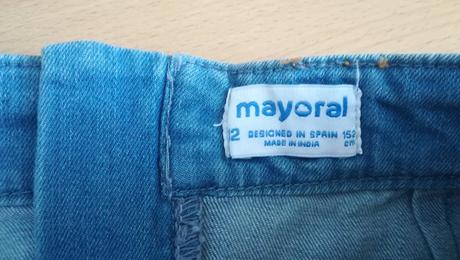 mayoral
2 DESIGNED IN SPAIN 152
MADE IN INDIA cm